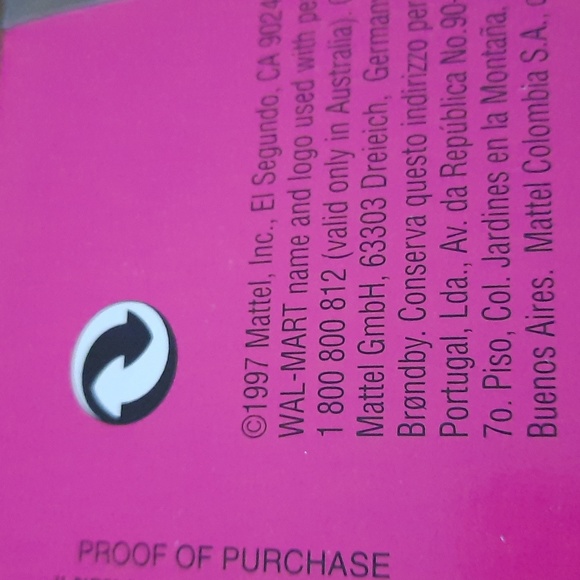 ©1997 Mattel, Inc., El Segundo, CA
WAL-MART name and logo used with
1 800 800 812 (valid only in Australia).
Mattel GmbH, 63303 Dreieich,
Brøndby. Conserva questo indirizzo per
Portugal, Lda., Av. da República No.
7o. Piso, Col. Jardines en la Montaña,
Buenos Aires. Mattel Colombia S.A.,
PROOF OF PURCHASE